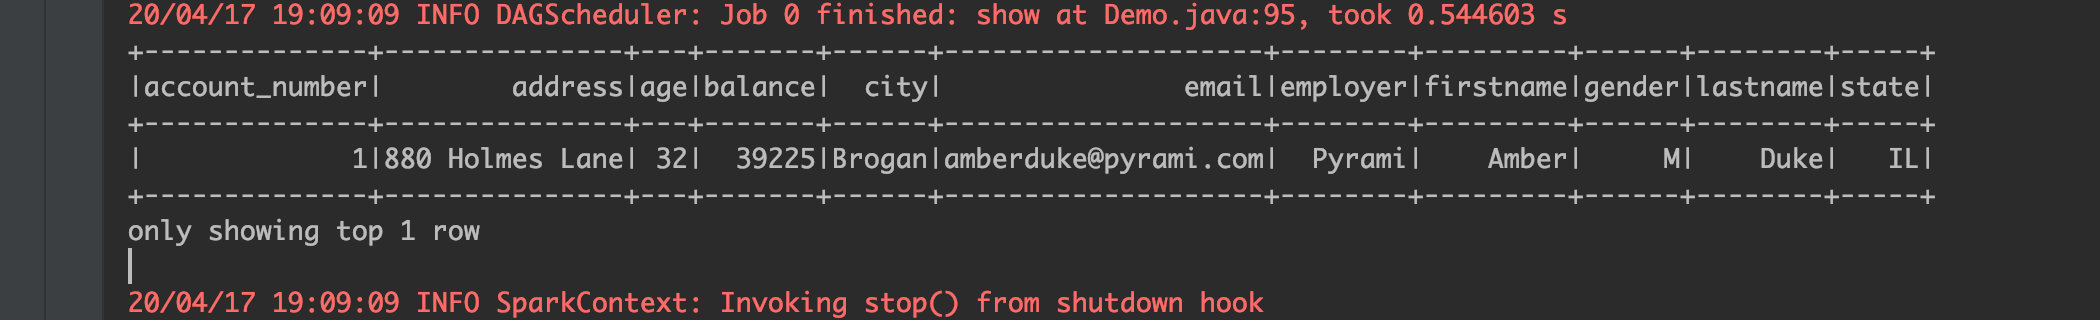 20/04/17 19:09:09 INFO DAGScheduler: Job 0 finished: show at Demo.java:95, took 0.544603 s
+--------------+---------------+---+-------+------+--------------------+--------+---------+------+--------+-----+
|account_number|        address|age|balance|  city|               email|employer|firstname|gender|lastname|state|
+--------------+---------------+---+-------+------+--------------------+--------+---------+------+--------+-----+
|             1|880 Holmes Lane| 32|  39225|Brogan|amberduke@pyrami.com|  Pyrami|    Amber|     M|    Duke|   IL|
+--------------+---------------+---+-------+------+--------------------+--------+---------+------+--------+-----+
only showing top 1 row
20/04/17 19:09:09 INFO SparkContext: Invoking stop() from shutdown hook